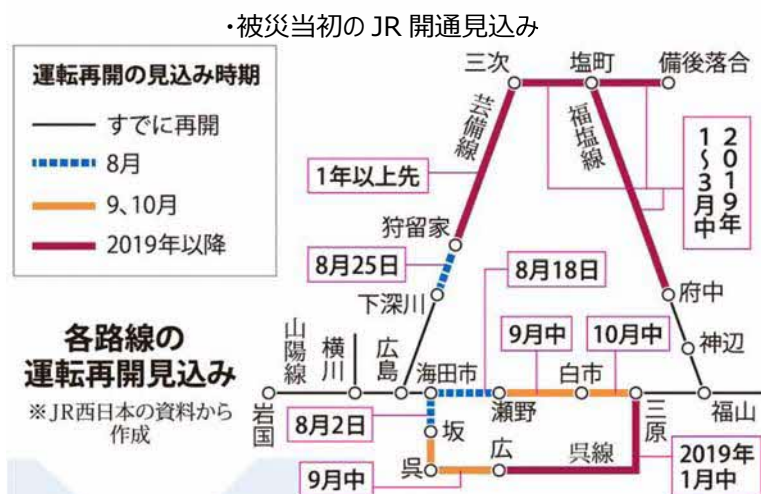 ・被災当初の JR 開通見込み
運転再開の見込み時期
すでに再開
8月
9、10月
2019年以降
三次
塩町
備後落合
芸備線
福塩線
1年以上先
2019年
1〜3月中
狩留家
8月25日
8月18日
下深川
府中
各路線の
運転再開見込み
※JR西日本の資料から
作成
山陽線
横川
広島
海田市
9月中
白市
10月中
神辺
岩国
8月2日
瀬野
三原
福山
坂
呉
広
呉線
9月中
2019年
1月中